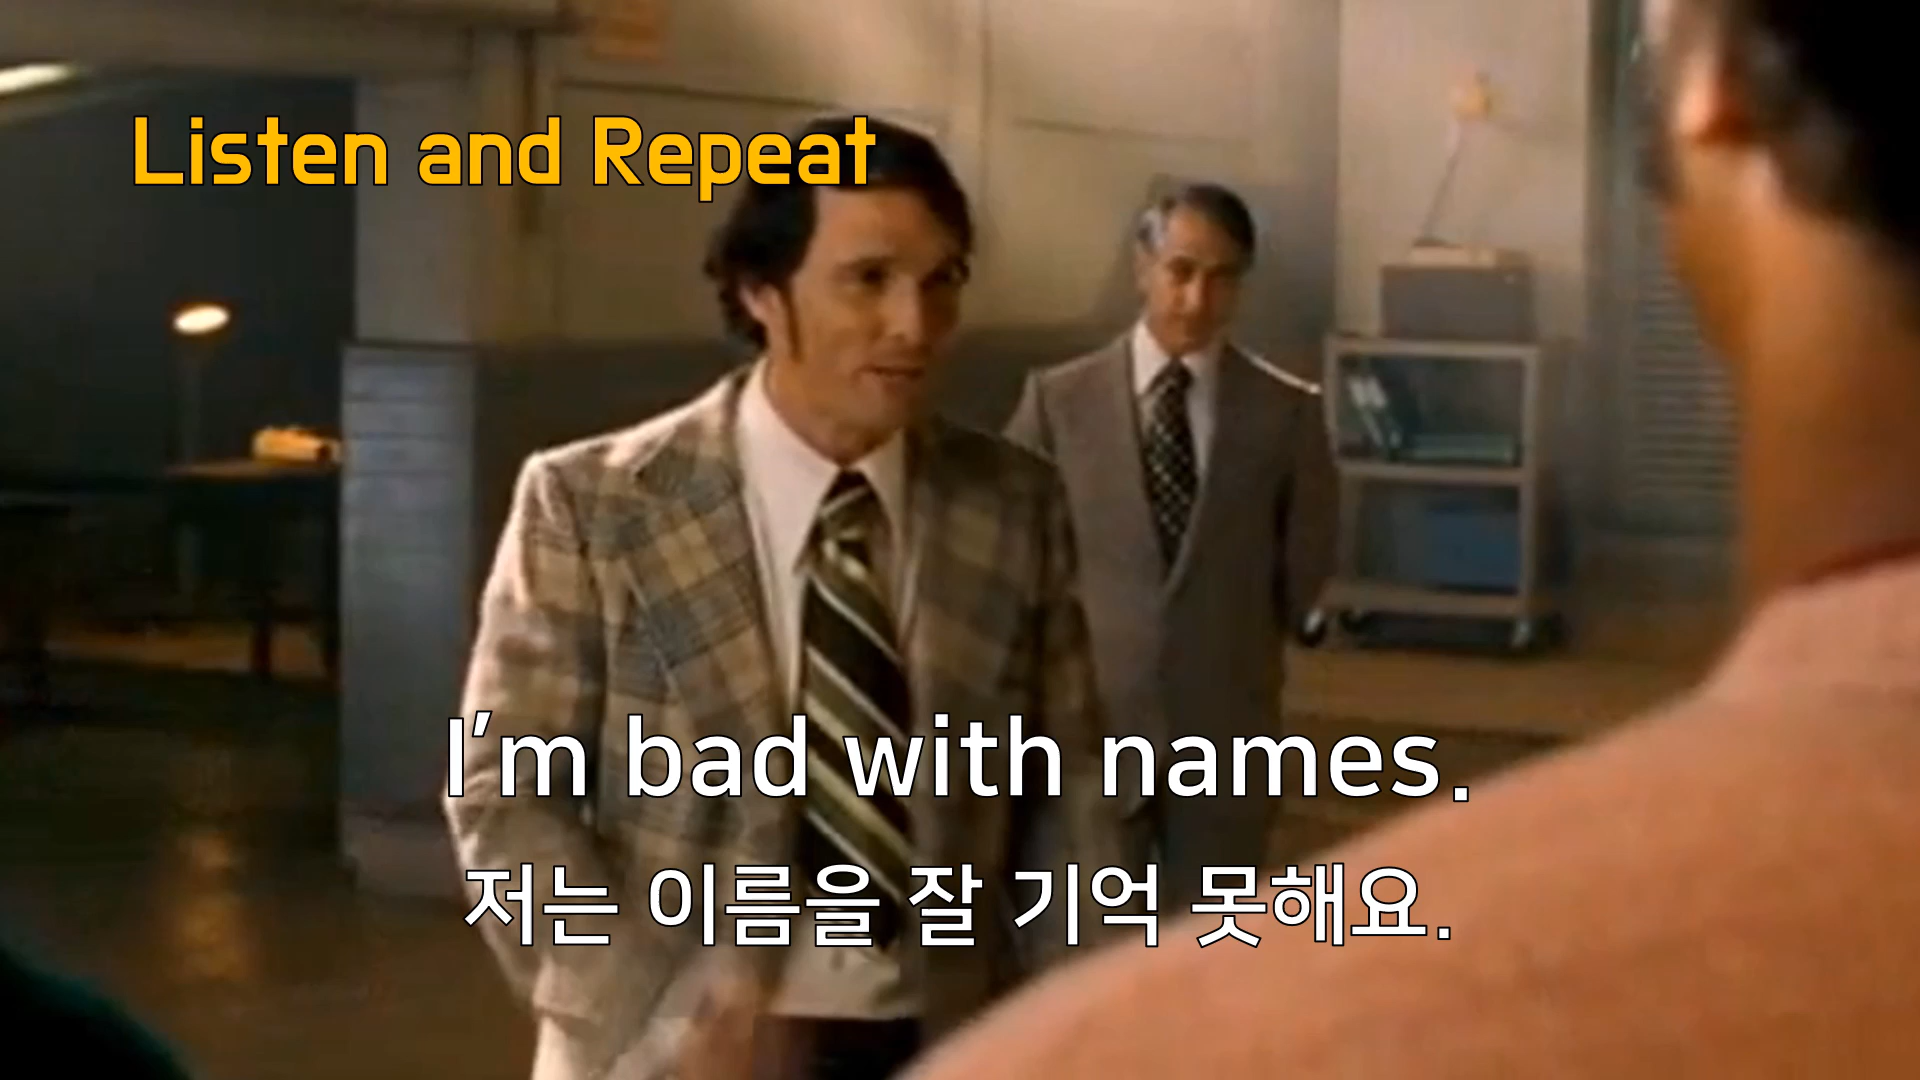 Listen and Repeat
I'm bad with names.
저는 이름을 잘 기억 못해요.